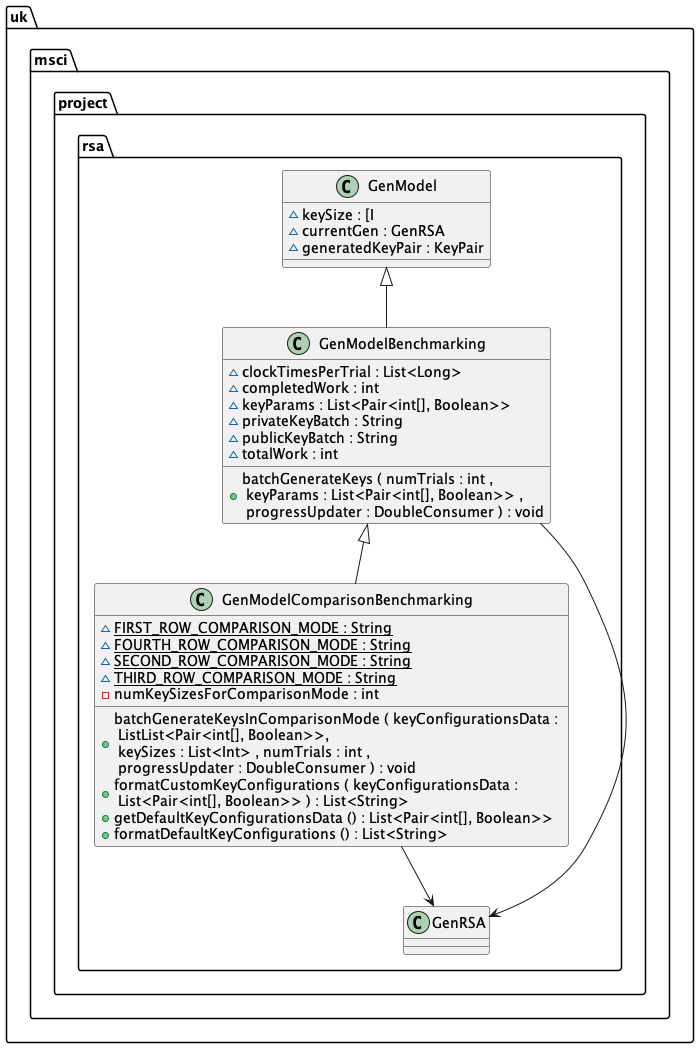 uk
msci
project
rsa
C GenModel
~ keySize : [I
~ currentGen : GenRSA
~ generatedKeyPair : KeyPair
C GenModelBenchmarking
~ clockTimesPerTrial : List<Long>
~ completedWork : int
~ keyParams : List<Pair<int[], Boolean>>
~ privateKeyBatch : String
~ publicKeyBatch : String
~ totalWork : int
batchGenerateKeys ( numTrials : int ,
keyParams : List<Pair<int[], Boolean>> ,
progressUpdater : DoubleConsumer ) : void
C GenModelComparisonBenchmarking
~ FIRST_ROW_COMPARISON_MODE : String
~ FOURTH_ROW_COMPARISON_MODE : String
~ SECOND_ROW_COMPARISON_MODE : String
~ THIRD_ROW_COMPARISON_MODE : String
numKeySizesForComparisonMode : int
batchGenerateKeysInComparisonMode ( keyConfigurationsData :
ListList<Pair<int[], Boolean>>,
keySizes : List<Int> , numTrials : int ,
progressUpdater : DoubleConsumer ) : void
formatCustomKeyConfigurations ( keyConfigurationsData :
List<Pair<int[], Boolean>> ) : List<String>
getDefaultKeyConfigurationsData () : List<Pair<int[], Boolean>>
formatDefaultKeyConfigurations () : List<String>
C GenRSA